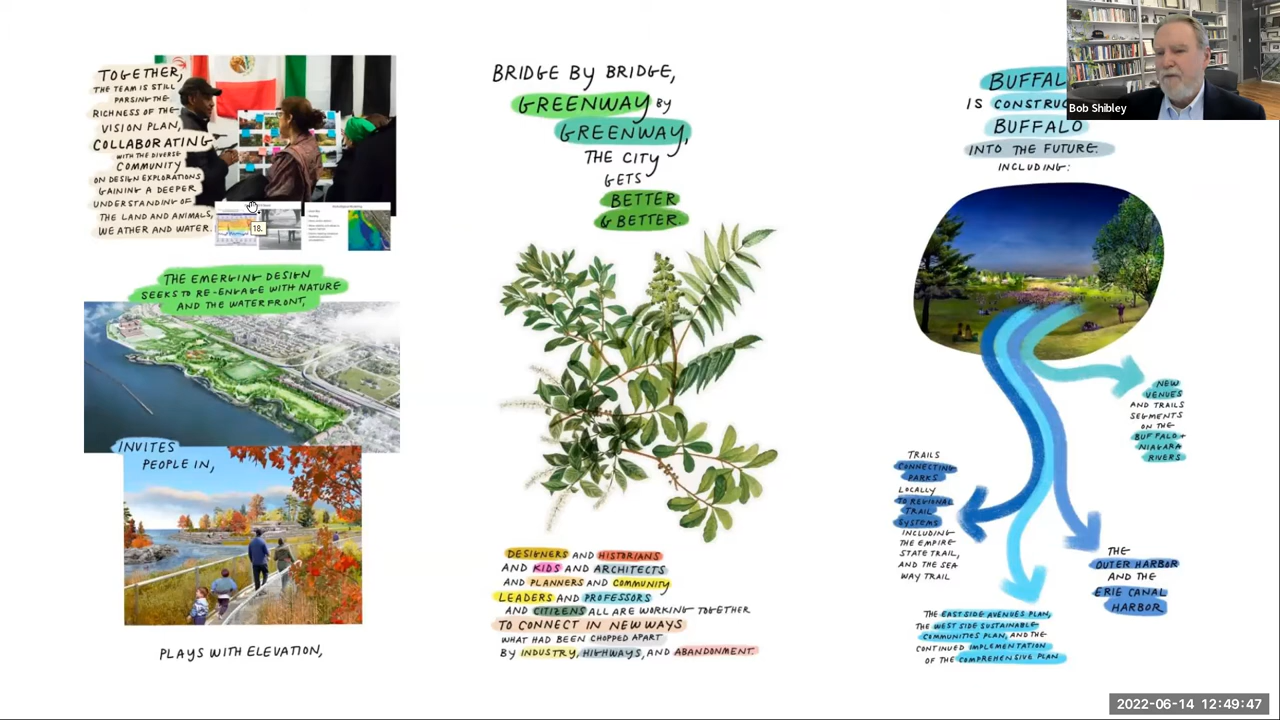 TOGETHER,
THE TEAM IS STILL
PARSING THE
RICHNESS OF THE
VISION PLAN,
COLLABORATING
WITH THE DIVERSE
COMMUNITY
ON DESIGN EXPLORATIONS
GAINING A DEEPER
UNDERSTANDING OF
THE LAND AND ANIMALS,
WEATHER AND WATER.
18.
THE EMERGING DESIGN
SEEKS TO RE-ENGAGE WITH NATURE
AND THE WATERFRONT,
INVITES
PEOPLE IN,
PLAYS WITH ELEVATION,
BRIDGE BY BRIDGE,
GREENWAY BY
GREENWAY,
THE CITY
GETS
BETTER
& BETTER.
DESIGNERS AND HISTORIANS
AND KIDS AND ARCHITECTS
AND PLANNERS AND COMMUNITY
LEADERS AND PROFESSORS
AND CITIZENS ALL ARE WORKING TOGETHER
TO CONNECT IN NEW WAYS
WHAT HAD BEEN CHOPPED APART
BY INDUSTRY, HIGHWAYS, AND ABANDONMENT.
BUFFAL
IS CONSTRUC
BUFFALO
INTO THE FUTURE.
INCLUDING:
NEW
VENUES
AND TRAILS
SEGMENTS
ON THE
BUFFALO +
NIAGARA
RIVERS
TRAILS
CONNECTING
PARKS
LOCALLY
TO REGIONAL
TRAIL
SYSTEMS
INCLUDING
THE EMPIRE
STATE TRAIL,
AND THE SEA
WAY TRAIL
THE
OUTER HARBOR
AND THE
ERIE CANAL
HARBOR
THE EAST SIDE AVENUES PLAN,
THE WEST SIDE SUSTAINABLE
COMMUNITIES PLAN, AND THE
CONTINUED IMPLEMENTATION
OF THE COMPREHENSIVE PLAN
Bob Shibley
2022-06-14 12:49:47